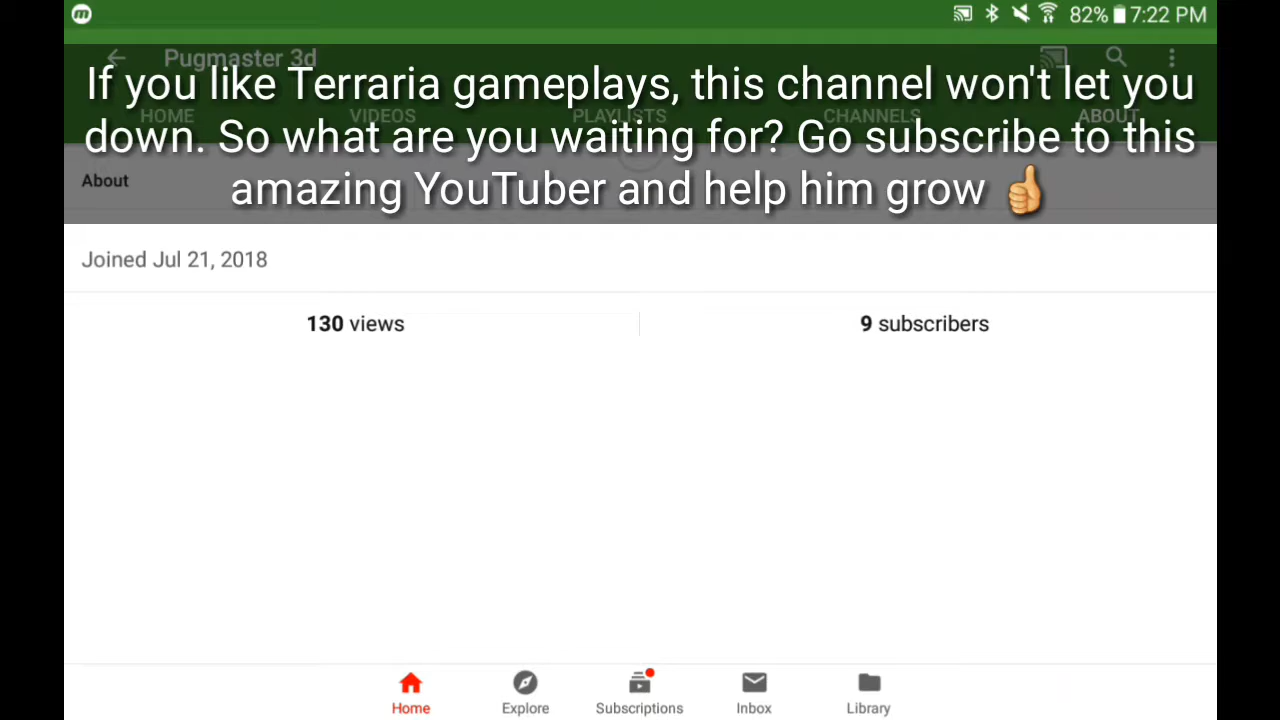 82% 7:22 PM
Pugmaster 3d
If you like Terraria gameplays, this channel won't let you
down. So what are you waiting for? Go subscribe to this
amazing YouTuber and help him grow 👍
HOME VIDEOS PLAYLISTS CHANNELS ABOUT
About
Joined Jul 21, 2018
130 views 9 subscribers
Home Explore Subscriptions Inbox Library